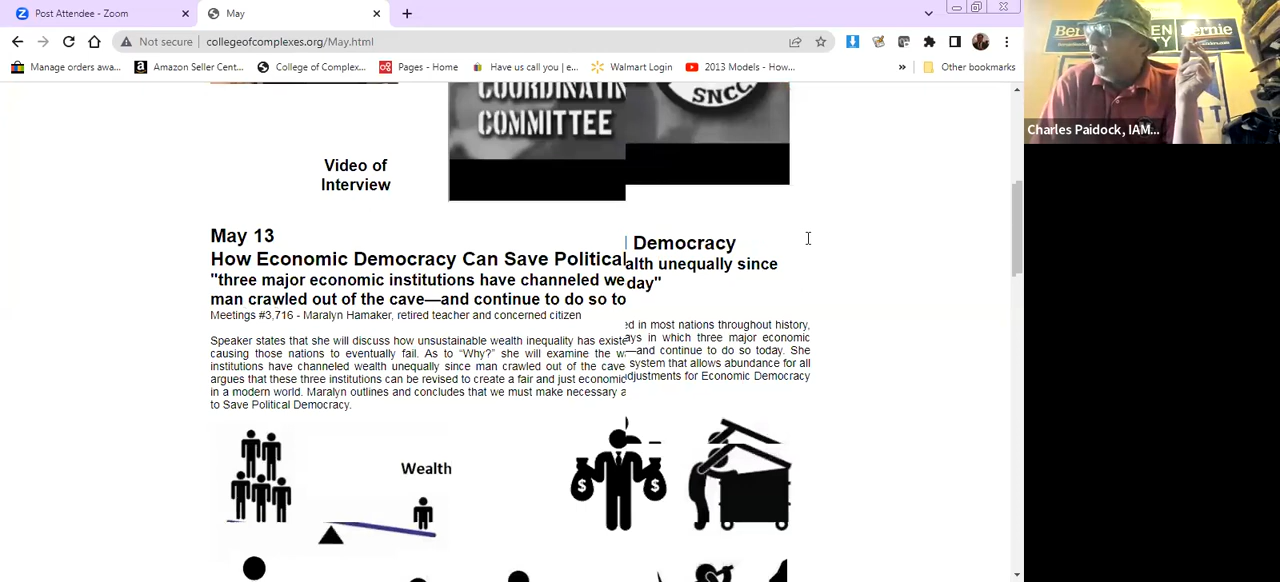 Post Attendee - Zoom
May
Not secure | collegeofcomplexes.org/May.html
Manage orders awa...
Amazon Seller Cent...
College of Complex...
Pages - Home
Have us call you | e...
Walmart Login
2013 Models - How...
»
Other bookmarks
COORDINATIN
COMMITTEE
SNCC
Video of
Interview
May 13
How Economic Democracy Can Save Political Democracy
"three major economic institutions have channeled wealth unequally since
man crawled out of the cave—and continue to do so today"
Meetings #3,716 - Maralyn Hamaker, retired teacher and concerned citizen
Speaker states that she will discuss how unsustainable wealth inequality has existed in most nations throughout history,
causing those nations to eventually fail. As to “Why?” she will examine the ways in which three major economic
institutions have channeled wealth unequally since man crawled out of the cave—and continue to do so today. She
argues that these three institutions can be revised to create a fair and just economic system that allows abundance for all
in a modern world. Maralyn outlines and concludes that we must make necessary adjustments for Economic Democracy
to Save Political Democracy.
Wealth
$ $
Bernie
Charles Paidock, IAM...